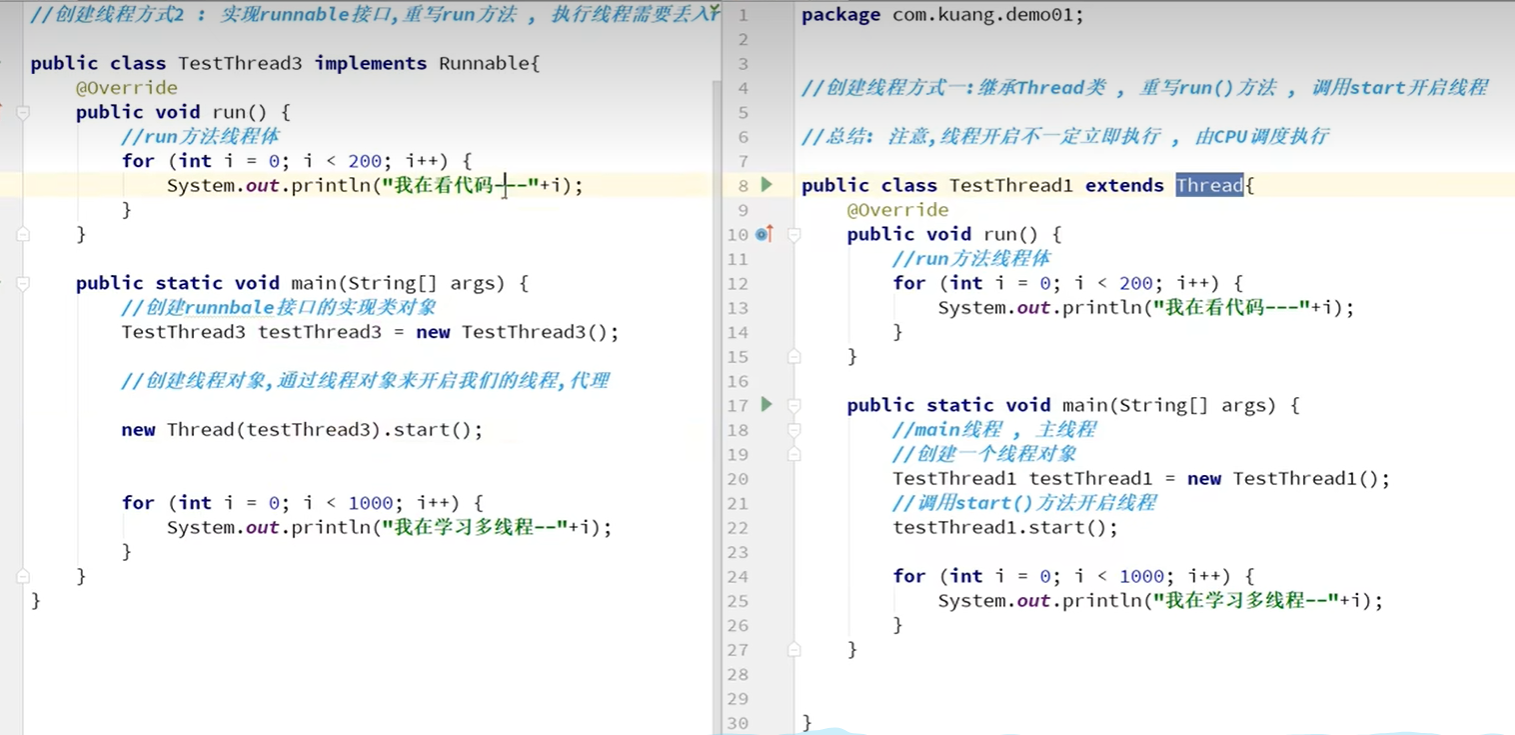 //创建线程方式2 : 实现runnable接口,重写run方法 , 执行线程需要丢入r
public class TestThread3 implements Runnable{
@Override
public void run() {
//run方法线程体
for (int i = 0; i < 200; i++) {
System.out.println("我在看代码---"+i);
}
}
public static void main(String[] args) {
//创建runnbale接口的实现类对象
TestThread3 testThread3 = new TestThread3();
//创建线程对象,通过线程对象来开启我们的线程,代理
new Thread(testThread3).start();
for (int i = 0; i < 1000; i++) {
System.out.println("我在学习多线程--"+i);
}
}
}
1 package com.kuang.demo01;
2
3
4 //创建线程方式一:继承Thread类 , 重写run()方法 , 调用start开启线程
5
6 //总结: 注意,线程开启不一定立即执行 , 由CPU调度执行
7
8 public class TestThread1 extends Thread{
9 @Override
10 public void run() {
11 //run方法线程体
12 for (int i = 0; i < 200; i++) {
13 System.out.println("我在看代码---"+i);
14 }
15 }
16
17 public static void main(String[] args) {
18 //main线程 , 主线程
19 //创建一个线程对象
20 TestThread1 testThread1 = new TestThread1();
21 //调用start()方法开启线程
22 testThread1.start();
23
24 for (int i = 0; i < 1000; i++) {
25 System.out.println("我在学习多线程--"+i);
26 }
27 }
28
29
30 }